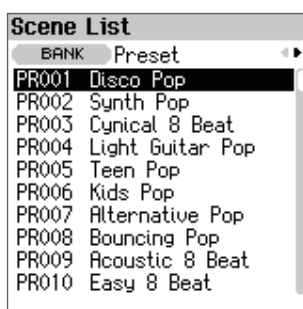 Scene List
BANK Preset
PR001 Disco Pop
PR002 Synth Pop
PR003 Cynical 8 Beat
PR004 Light Guitar Pop
PR005 Teen Pop
PR006 Kids Pop
PR007 Alternative Pop
PR008 Bouncing Pop
PR009 Acoustic 8 Beat
PR010 Easy 8 Beat